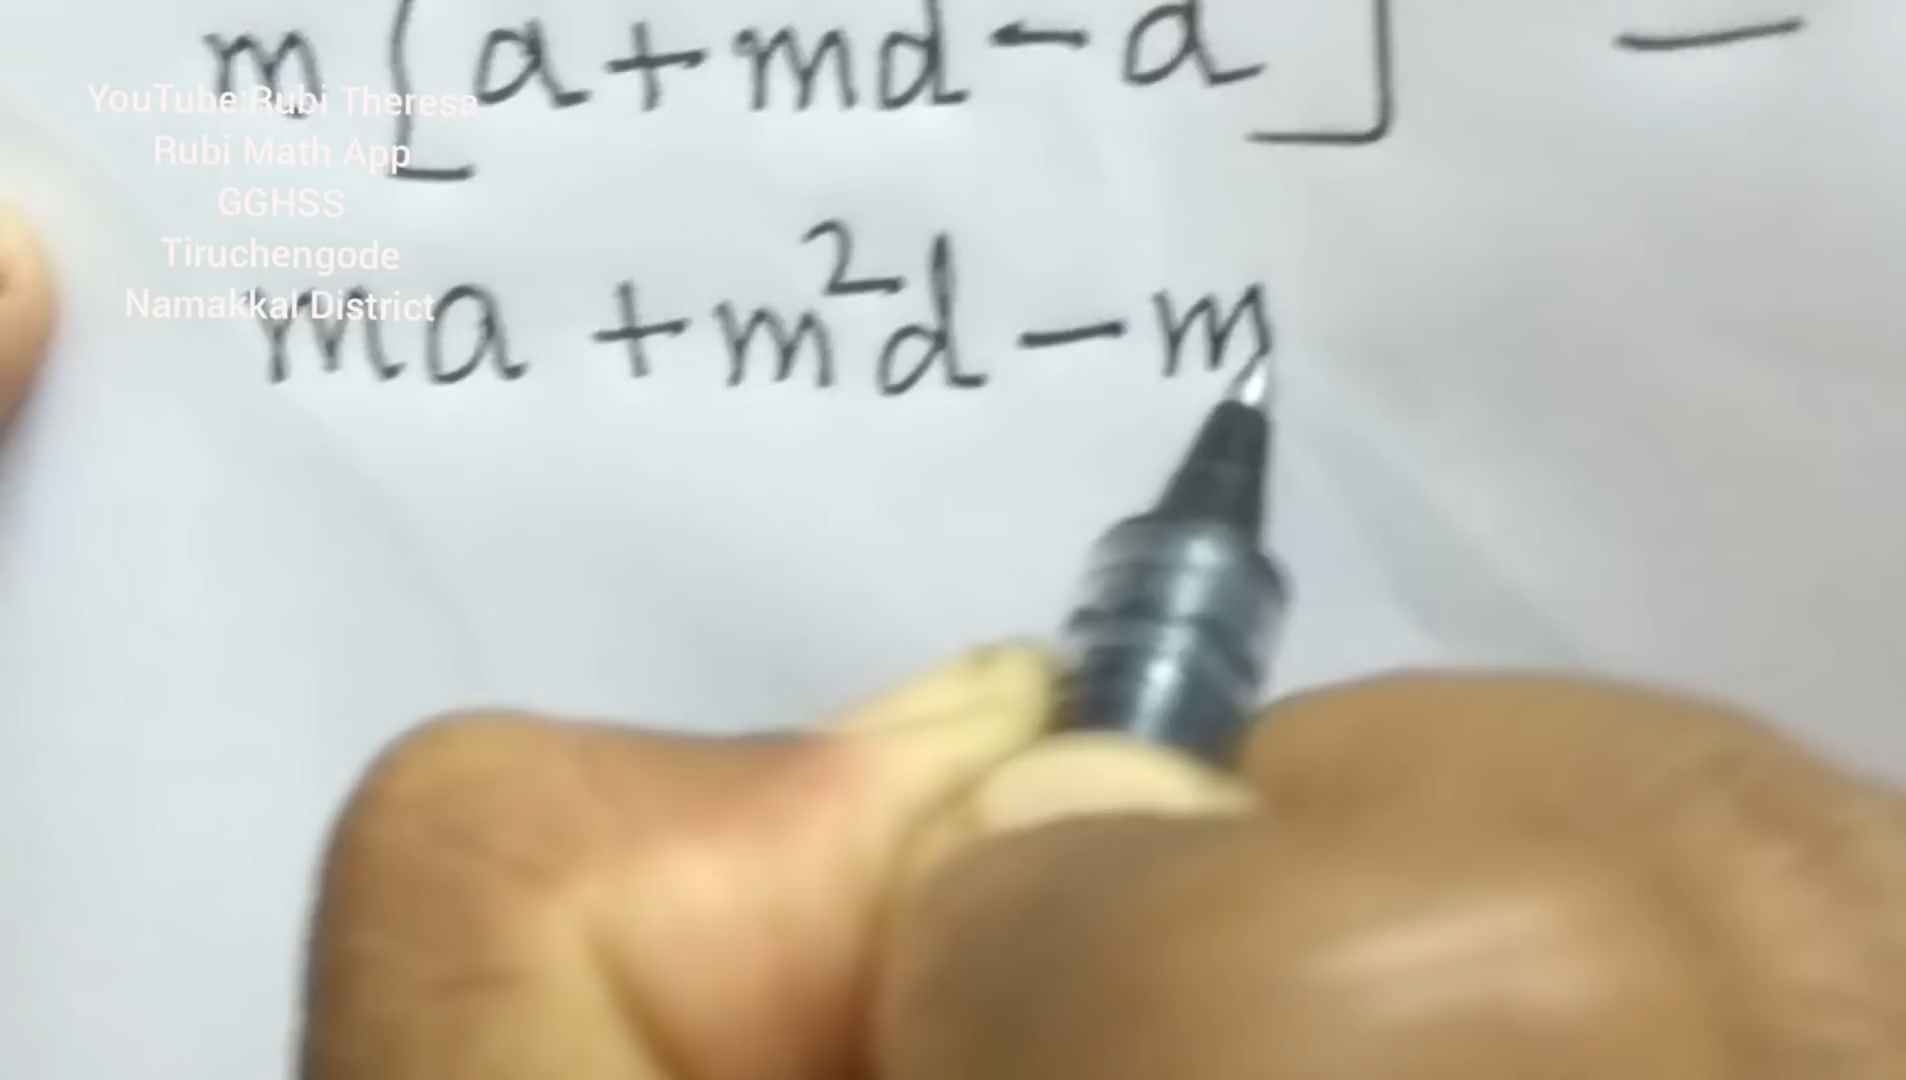 m[a+md-a] -
YouTube:Rubi Theresa
Rubi Math App
GGHSS
Tiruchengode
Namakkal District
ma + m²d - m